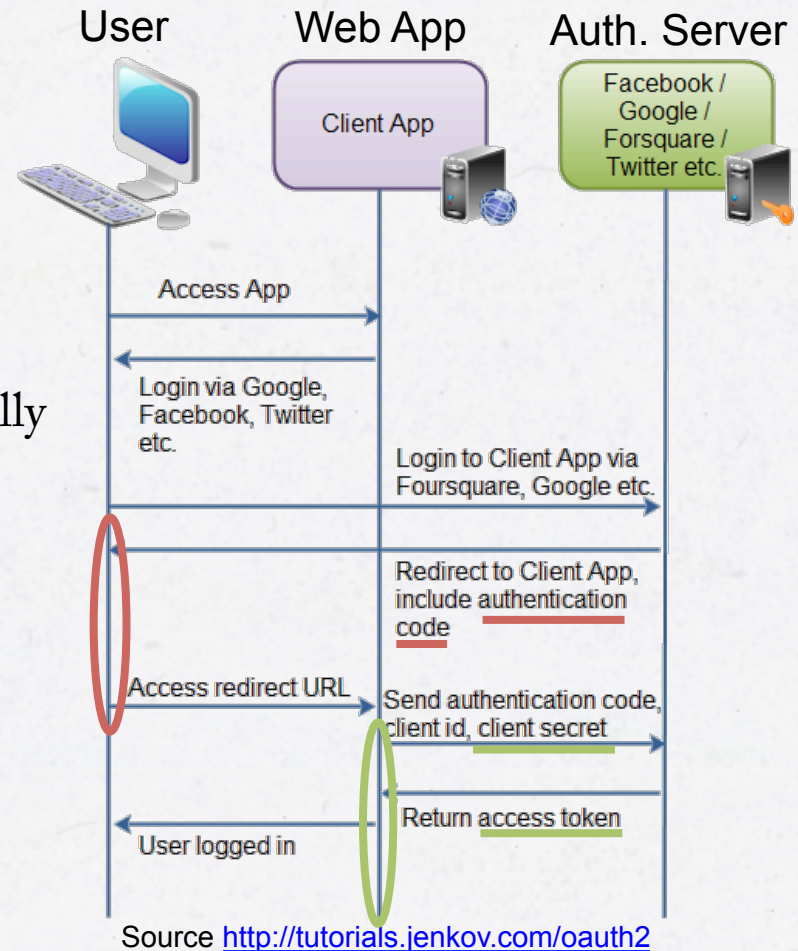 User
Web App
Auth. Server
Client App
Facebook /
Google /
Forsquare /
Twitter etc.
Access App
lly
Login via Google,
Facebook, Twitter
etc.
Login to Client App via
Foursquare, Google etc.
Redirect to Client App,
include authentication
code
Access redirect URL
Send authentication code,
client id, client secret
Return access token
User logged in
Source http://tutorials.jenkov.com/oauth2